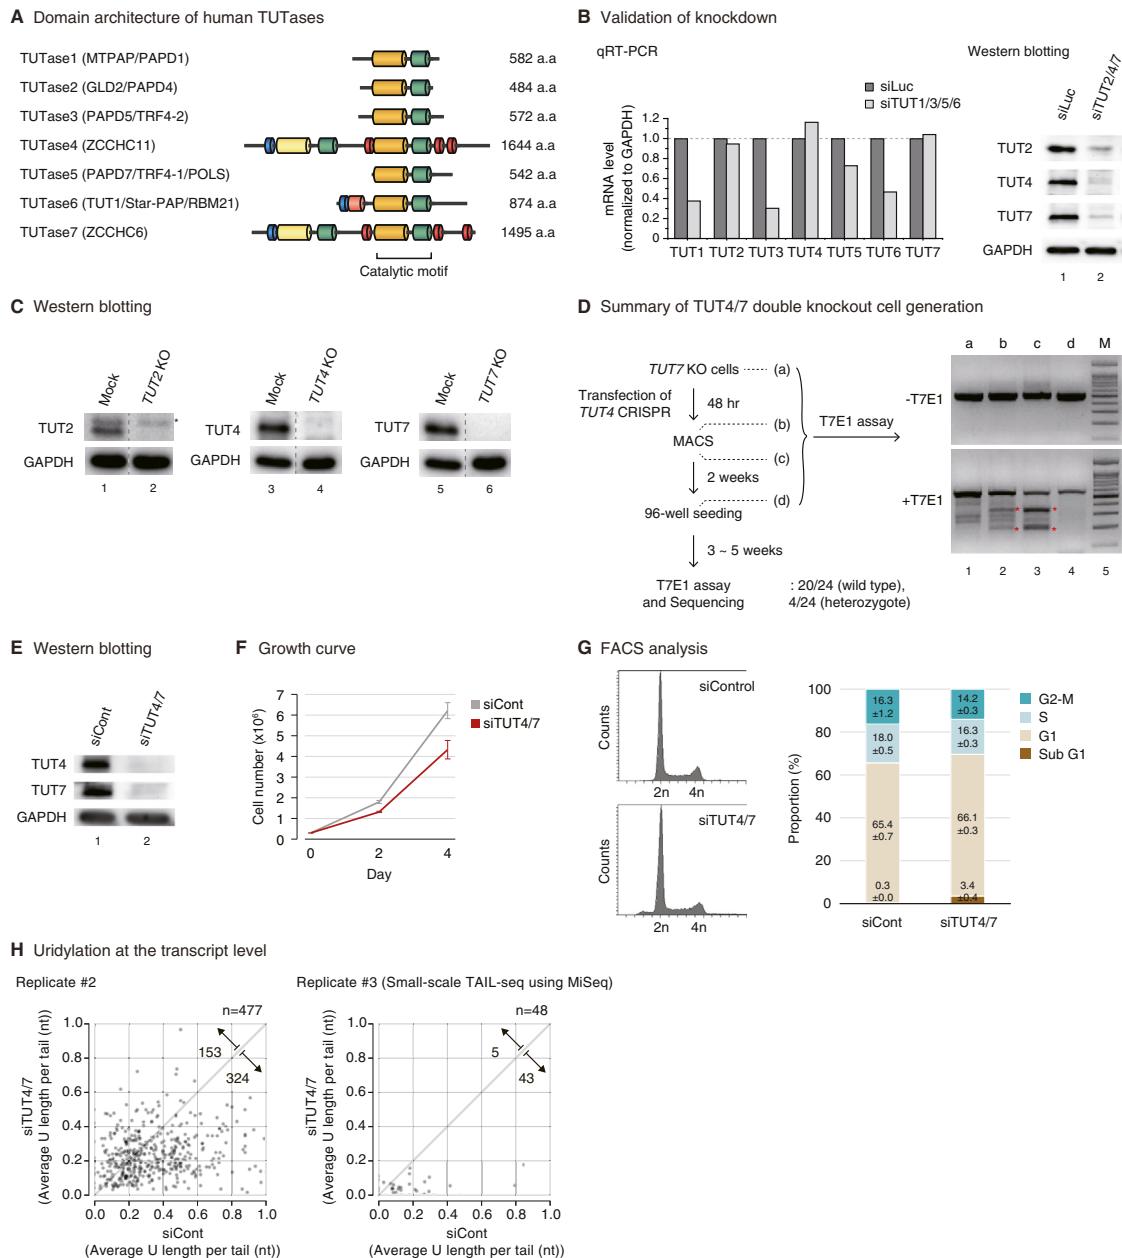 A Domain architecture of human TUTases
TUTase1 (MTPAP/PAPD1) 582 a.a
TUTase2 (GLD2/PAPD4) 484 a.a
TUTase3 (PAPD5/TRF4-2) 572 a.a
TUTase4 (ZCCHC11) 1644 a.a
TUTase5 (PAPD7/TRF4-1/POLS) 542 a.a
TUTase6 (TUT1/Star-PAP/RBM21) 874 a.a
TUTase7 (ZCCHC6) 1495 a.a
Catalytic motif
B Validation of knockdown
qRT-PCR
siLuc
siTUT1/3/5/6
mRNA level
(normalized to GAPDH)
1.2
1.0
0.8
0.6
0.4
0.2
0
TUT1 TUT2 TUT3 TUT4 TUT5 TUT6 TUT7
Western blotting
siLuc
siTUT2/4/7
TUT2
TUT4
TUT7
GAPDH
1 2
C Western blotting
Mock
TUT2 KO
TUT2
*
GAPDH
1 2
Mock
TUT4 KO
TUT4
GAPDH
3 4
Mock
TUT7 KO
TUT7
GAPDH
5 6
D Summary of TUT4/7 double knockout cell generation
TUT7 KO cells (a)
Transfection of
TUT4 CRISPR
48 hr
(b)
MACS
(c)
2 weeks
(d)
96-well seeding
3 ~ 5 weeks
T7E1 assay
and Sequencing
: 20/24 (wild type),
4/24 (heterozygote)
T7E1 assay
a b c d M
-T7E1
+T7E1
* *
* *
1 2 3 4 5
E Western blotting
siCont
siTUT4/7
TUT4
TUT7
GAPDH
1 2
F Growth curve
Cell number (x10⁶)
7
6
5
4
3
2
1
0
0 2 4
Day
siCont
siTUT4/7
G FACS analysis
siControl
Counts
2n 4n
siTUT4/7
Counts
2n 4n
Proportion (%)
100
80
60
40
20
0
16.3
±1.2
18.0
±0.5
65.4
±0.7
0.3
±0.0
14.2
±0.3
16.3
±0.3
66.1
±0.3
3.4
±0.4
siCont siTUT4/7
G2-M
S
G1
Sub G1
H Uridylation at the transcript level
Replicate #2
n=477
153
324
siTUT4/7
(Average U length per tail (nt))
1.0
0.8
0.6
0.4
0.2
0.0
0.0 0.2 0.4 0.6 0.8 1.0
siCont
(Average U length per tail (nt))
Replicate #3 (Small-scale TAIL-seq using MiSeq)
n=48
5
43
siTUT4/7
(Average U length per tail (nt))
1.0
0.8
0.6
0.4
0.2
0.0
0.0 0.2 0.4 0.6 0.8 1.0
siCont
(Average U length per tail (nt))